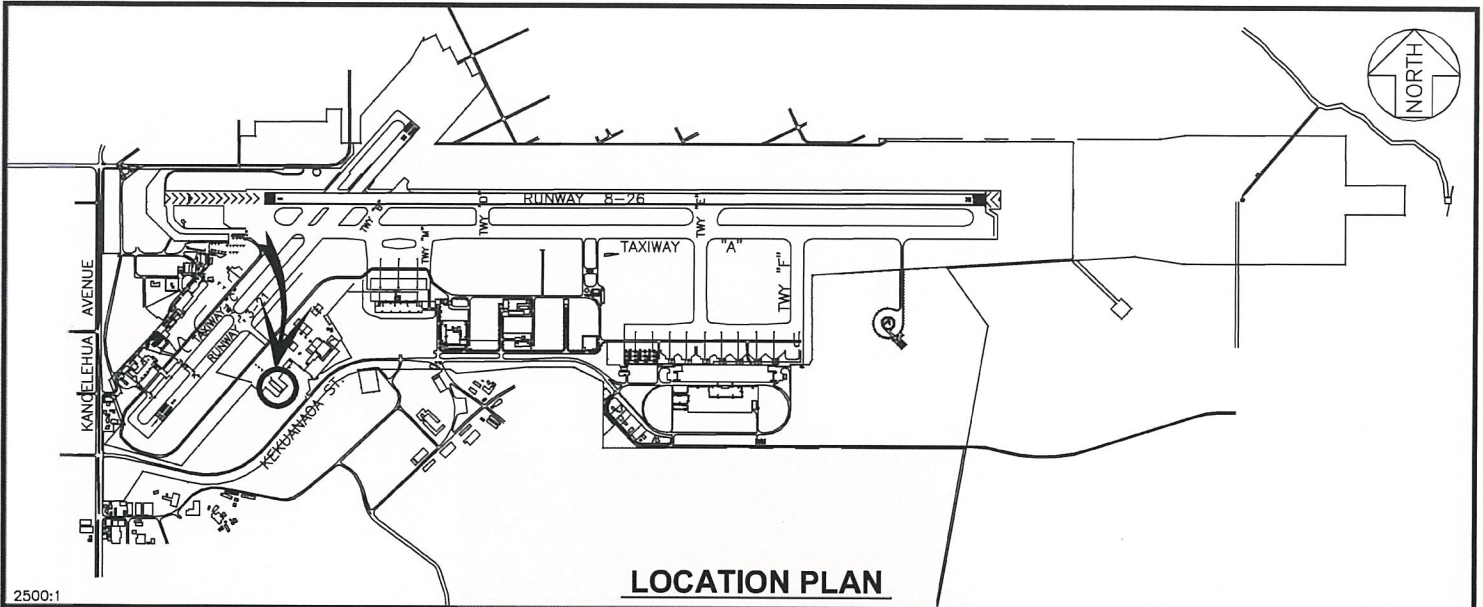 NORTH
RUNWAY 8-26
TWY "B"
TWY "D"
TWY "E"
TWY "M"
TAXIWAY "A"
TWY "F"
TAXIWAY "C"
RUNWAY 3-21
KANOELEHUA AVENUE
KEKUANAOA ST.
LOCATION PLAN
2500:1